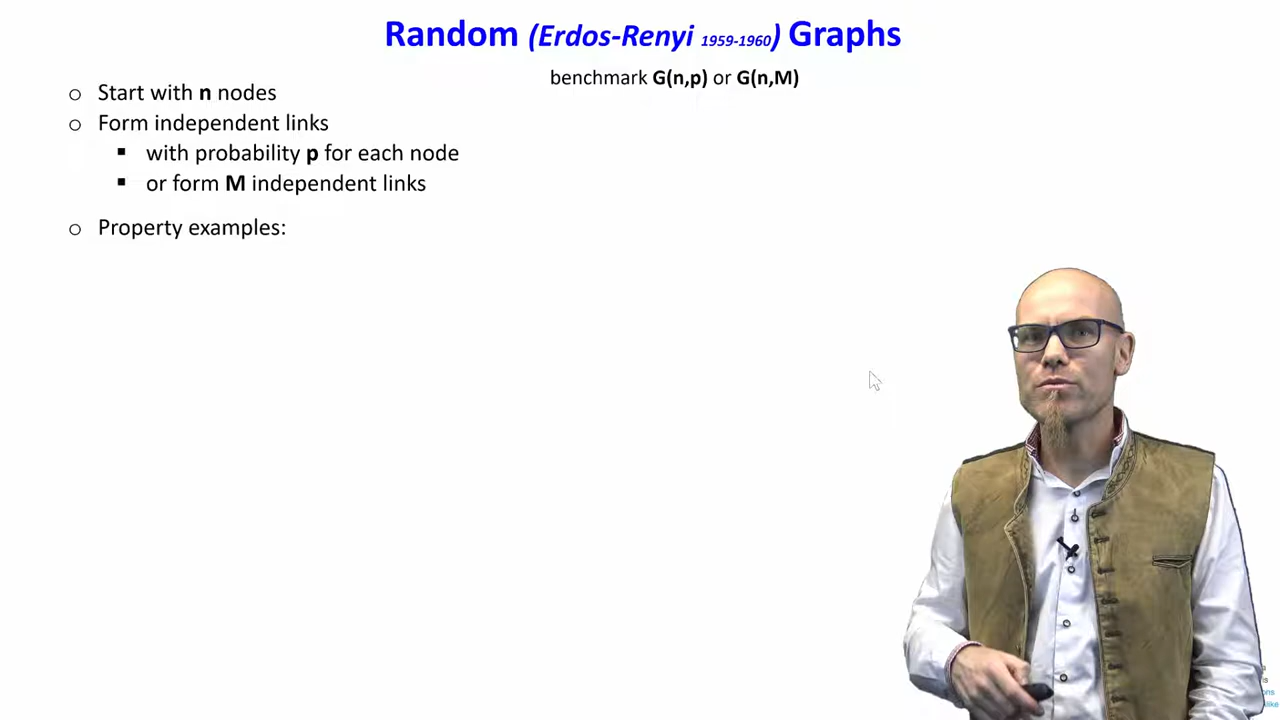 Random (Erdos-Renyi 1959-1960) Graphs
benchmark G(n,p) or G(n,M)
o Start with n nodes
o Form independent links
▪ with probability p for each node
▪ or form M independent links
o Property examples: